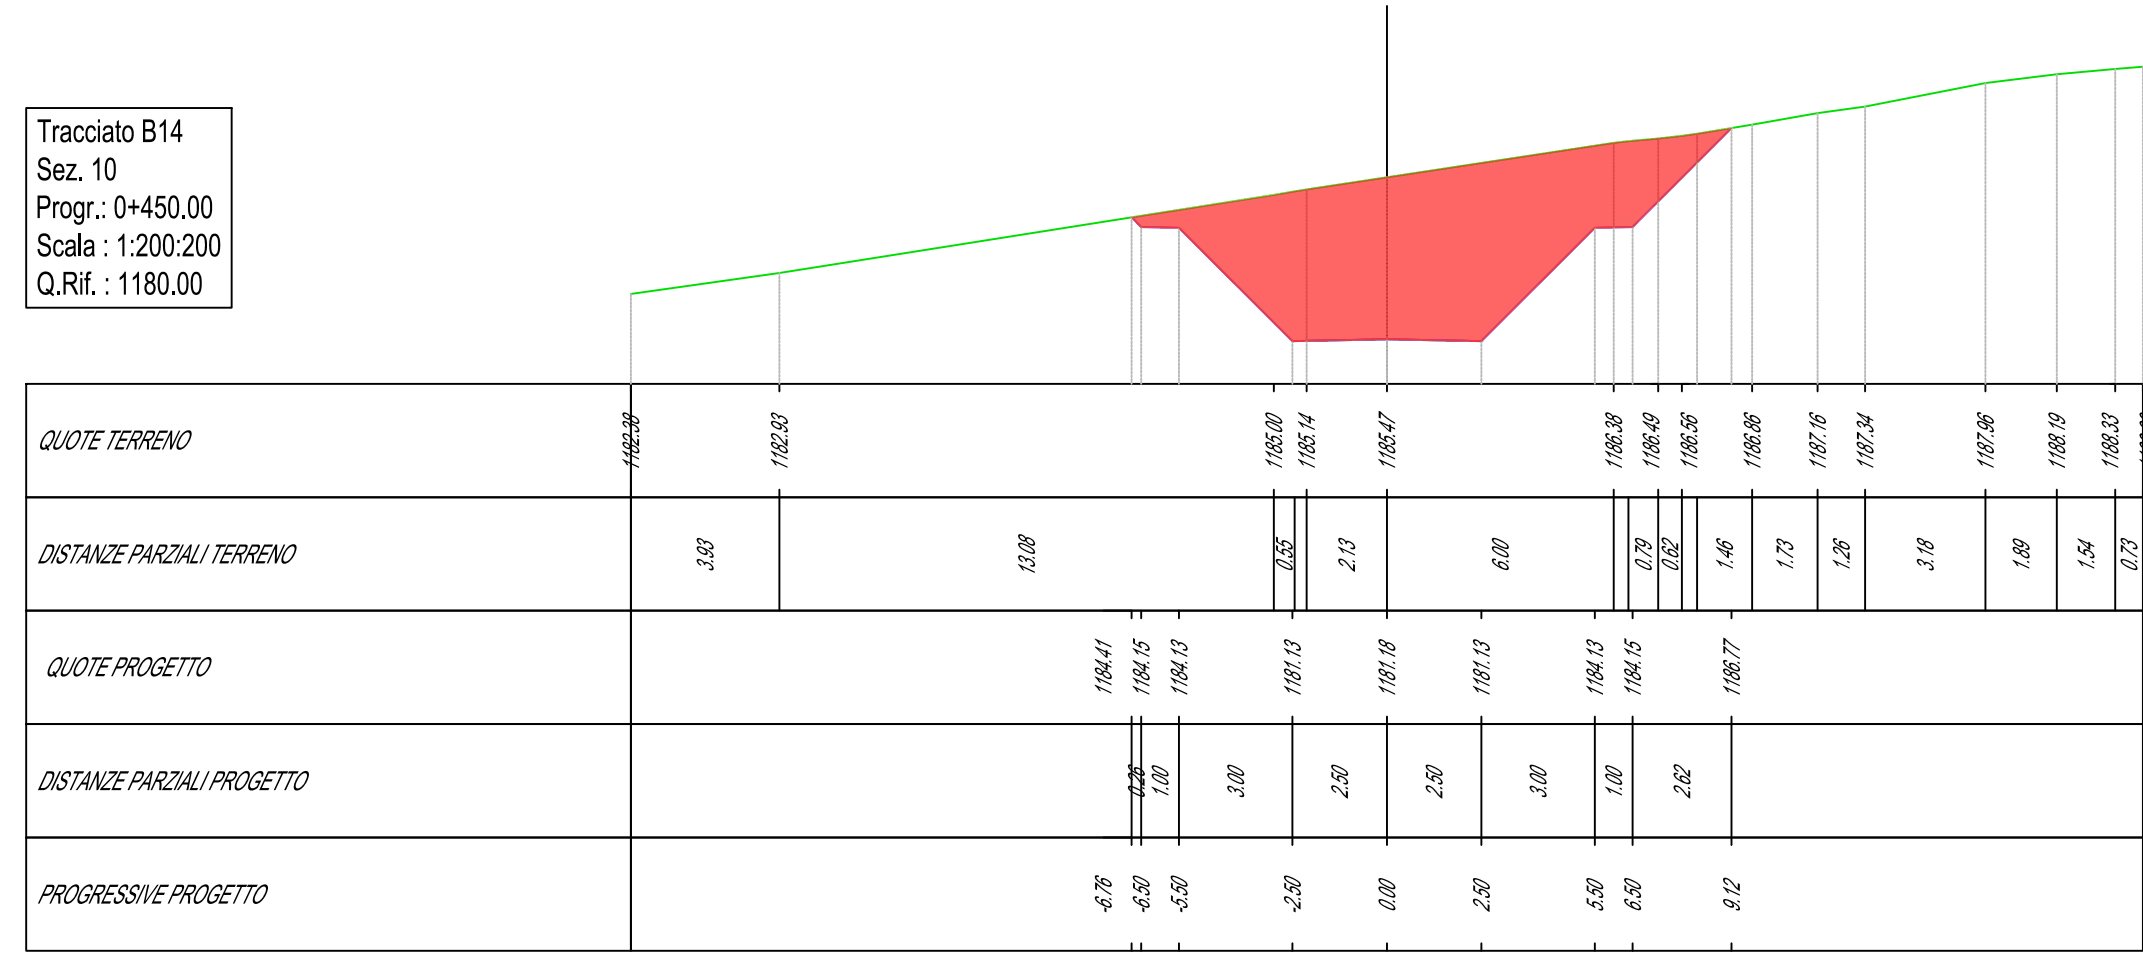 Tracciato B14
Sez. 10
Progr.: 0+450.00
Scala : 1:200:200
Q.Rif. : 1180.00
QUOTE TERRENO 1182.38 1182.93 1185.00 1185.14 1185.47 1186.38 1186.49 1186.56 1186.86 1187.16 1187.34 1187.96 1188.19 1188.33
DISTANZE PARZIALI TERRENO 3.93 13.08 0.55 2.13 6.00 0.79 0.62 1.46 1.73 1.26 3.18 1.89 1.54 0.73
QUOTE PROGETTO 1184.41 1184.15 1184.13 1181.13 1181.18 1181.13 1184.13 1184.15 1186.77
DISTANZE PARZIALI PROGETTO 0.26 1.00 3.00 2.50 2.50 3.00 1.00 2.62
PROGRESSIVE PROGETTO -6.76 -6.50 -5.50 -2.50 0.00 2.50 5.50 6.50 9.12